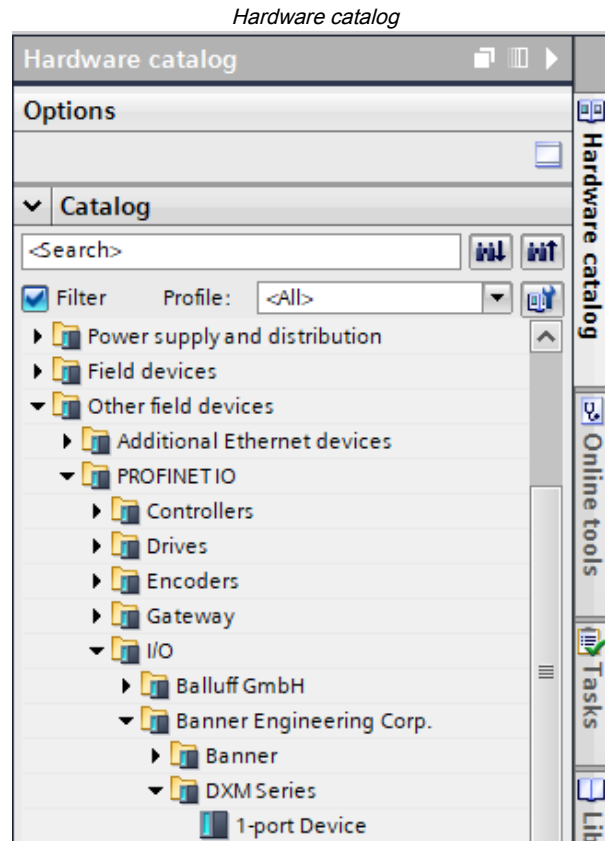 Hardware catalog
Hardware catalog
Options
Catalog
<Search>
Filter Profile: <All>
Power supply and distribution
Field devices
Other field devices
Additional Ethernet devices
PROFINET IO
Controllers
Drives
Encoders
Gateway
I/O
Balluff GmbH
Banner Engineering Corp.
Banner
DXM Series
1-port Device
Hardware catalog
Online tools
Tasks
Lib